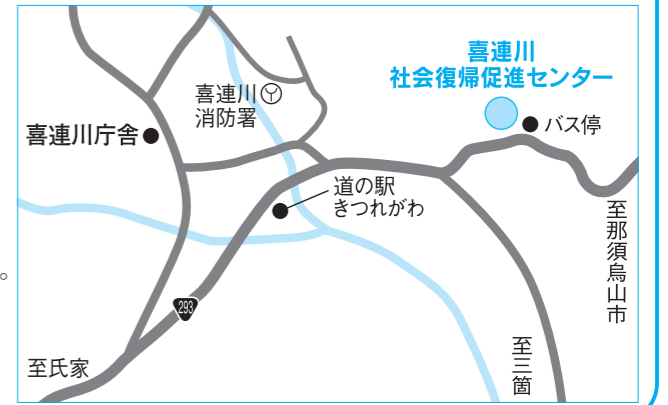 喜連川
社会復帰促進センター
バス停
喜連川
消防署
喜連川庁舎
道の駅
きつれがわ
至那須烏山市
293
至三箇
至氏家
。